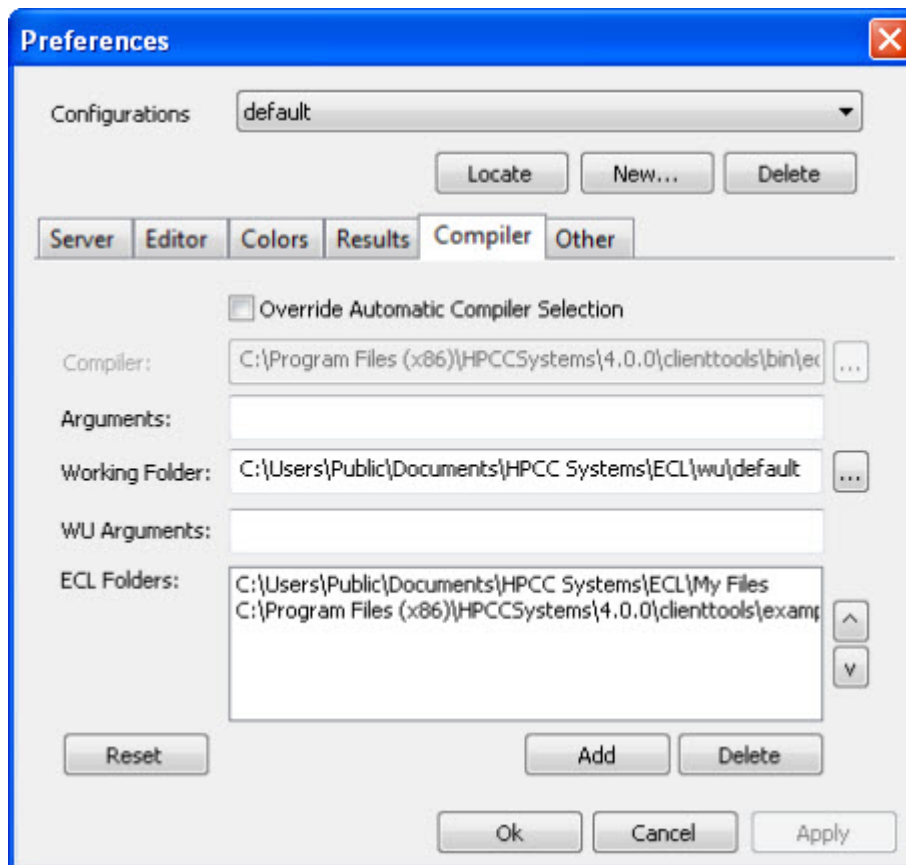 Preferences
Configurations default
Locate New... Delete
Server Editor Colors Results Compiler Other
Override Automatic Compiler Selection
Compiler: C:\Program Files (x86)\HPCCSystems\4.0.0\clienttools\bin\ec ...
Arguments:
Working Folder: C:\Users\Public\Documents\HPCC Systems\ECL\wu\default ...
WU Arguments:
ECL Folders: C:\Users\Public\Documents\HPCC Systems\ECL\My Files
C:\Program Files (x86)\HPCCSystems\4.0.0\clienttools\examp
Reset Add Delete
Ok Cancel Apply